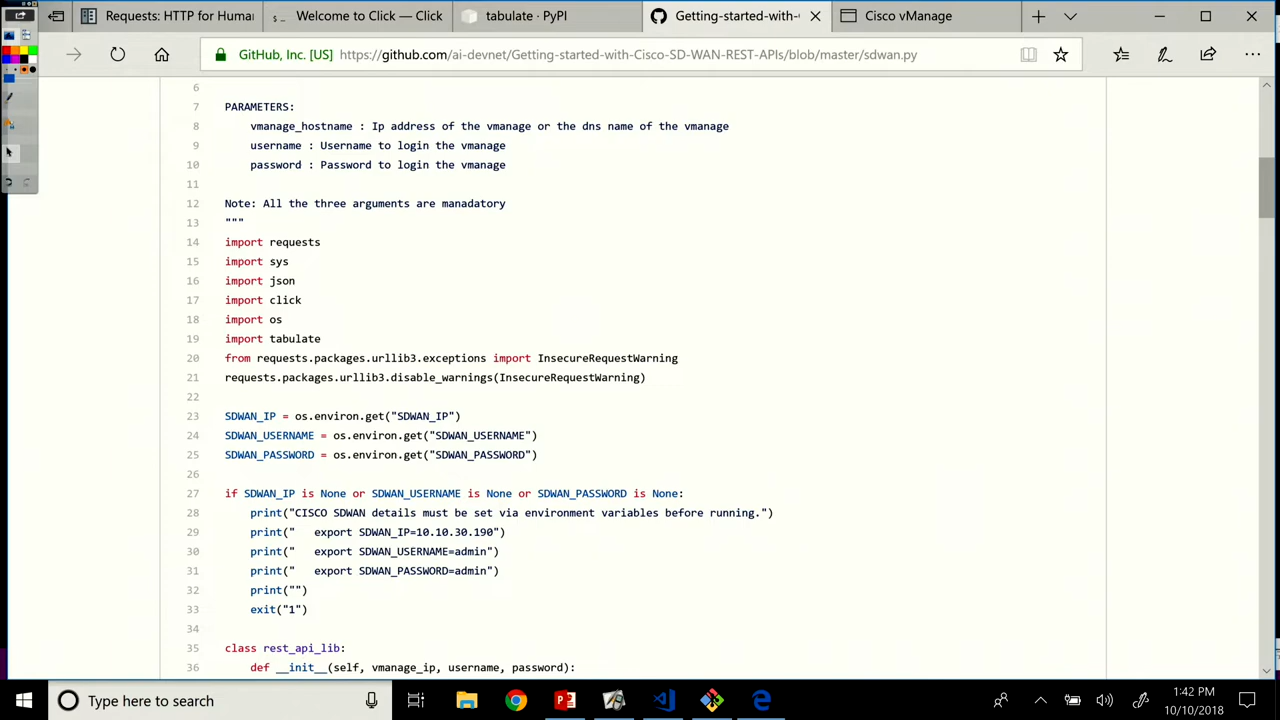 Requests: HTTP for Humar
Welcome to Click — Click
tabulate · PyPI
Getting-started-with-(
Cisco vManage
GitHub, Inc. [US] https://github.com/ai-devnet/Getting-started-with-Cisco-SD-WAN-REST-APIs/blob/master/sdwan.py
6
7 PARAMETERS:
8 vmanage_hostname : Ip address of the vmanage or the dns name of the vmanage
9 username : Username to login the vmanage
10 password : Password to login the vmanage
11
12 Note: All the three arguments are manadatory
13 """
14 import requests
15 import sys
16 import json
17 import click
18 import os
19 import tabulate
20 from requests.packages.urllib3.exceptions import InsecureRequestWarning
21 requests.packages.urllib3.disable_warnings(InsecureRequestWarning)
22
23 SDWAN_IP = os.environ.get("SDWAN_IP")
24 SDWAN_USERNAME = os.environ.get("SDWAN_USERNAME")
25 SDWAN_PASSWORD = os.environ.get("SDWAN_PASSWORD")
26
27 if SDWAN_IP is None or SDWAN_USERNAME is None or SDWAN_PASSWORD is None:
28 print("CISCO SDWAN details must be set via environment variables before running.")
29 print("   export SDWAN_IP=10.10.30.190")
30 print("   export SDWAN_USERNAME=admin")
31 print("   export SDWAN_PASSWORD=admin")
32 print("")
33 exit("1")
34
35 class rest_api_lib:
36 def __init__(self, vmanage_ip, username, password):
Type here to search
1:42 PM
10/10/2018